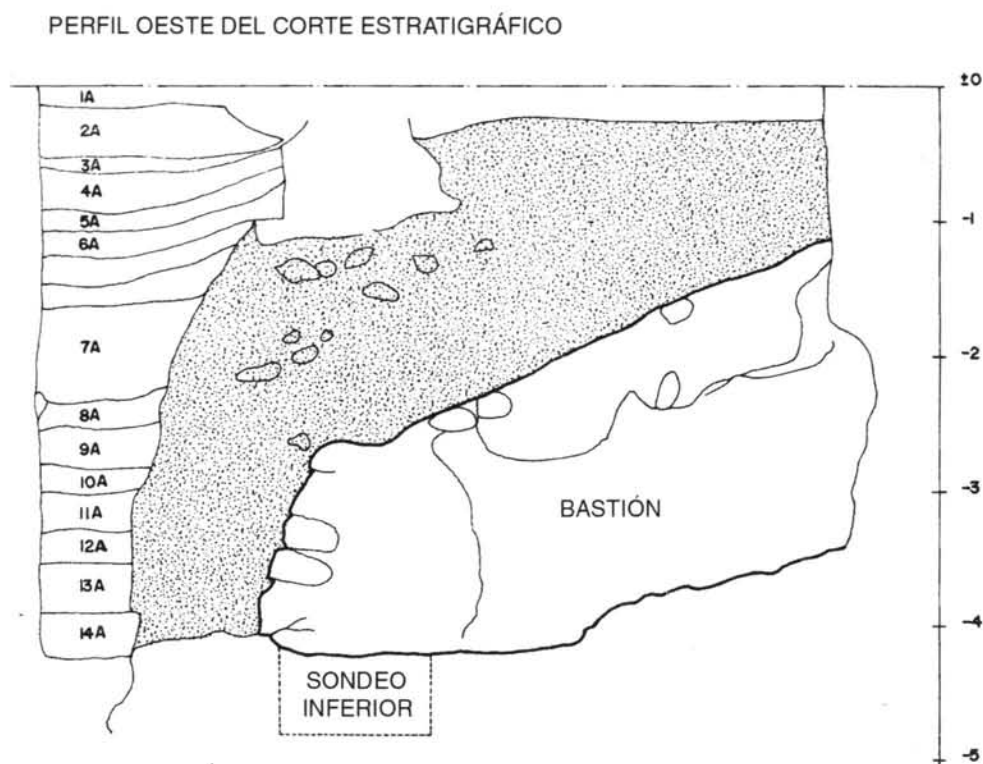 PERFIL OESTE DEL CORTE ESTRATIGRÁFICO
±0
1A
2A
3A
4A
5A
-1
6A
7A
-2
8A
9A
10A
-3
11A
BASTIÓN
12A
13A
14A
-4
SONDEO
INFERIOR
-5